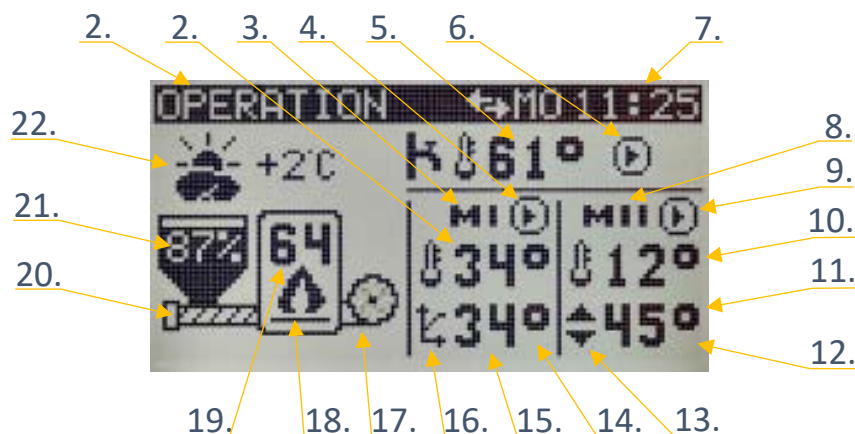 2. 2. 3. 4. 5. 6. 7.
OPERATION MO 11:25
22. +2°C 61° 8.
MI MII 9.
21. 87% 64 34° 12° 10.
20. 34° 45° 11.
12.
19. 18. 17. 16. 15. 14. 13.